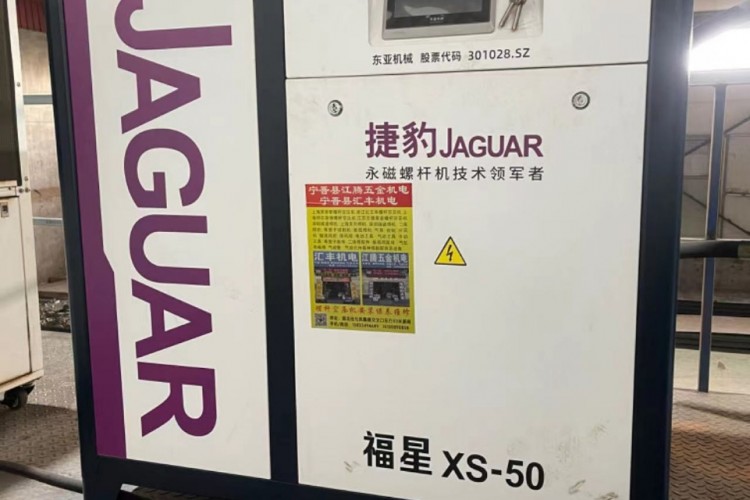 JAGUAR
东亚机械 股票代码 301028.SZ
捷豹JAGUAR
永磁螺杆机技术领军者
宁晋县江腾五金机电
宁晋县汇丰机电
汇丰机电
江腾五金机电
福星 XS-50